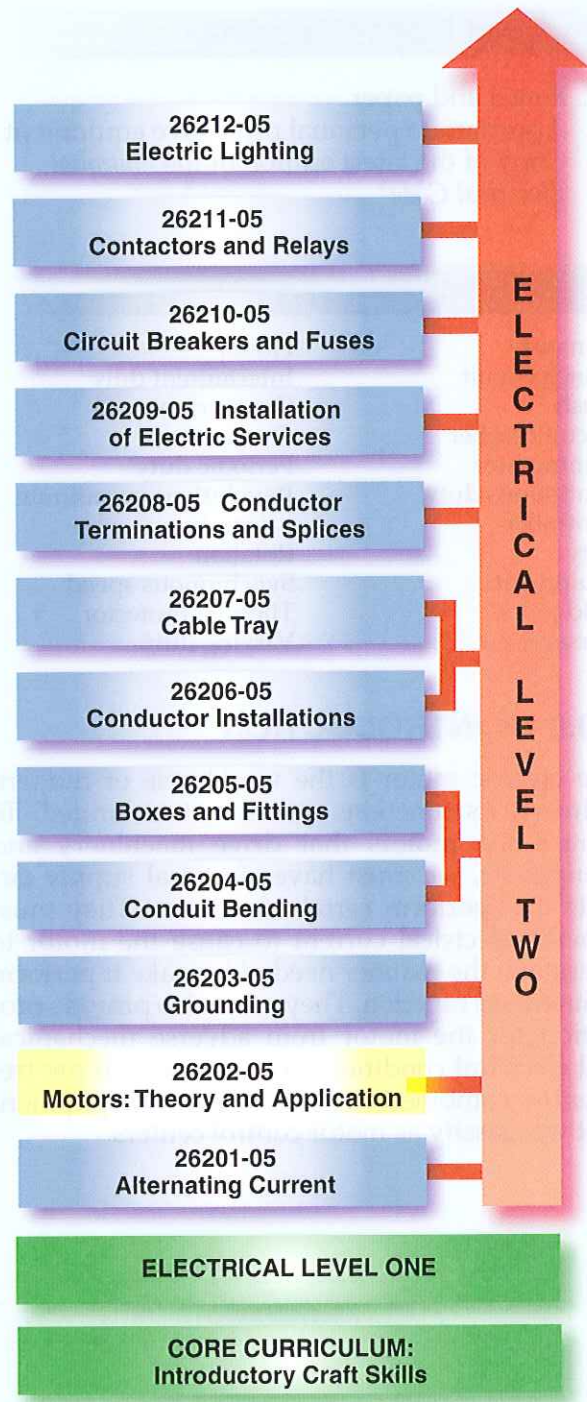 26212-05
Electric Lighting
26211-05
Contactors and Relays
26210-05
Circuit Breakers and Fuses
26209-05 Installation
of Electric Services
26208-05 Conductor
Terminations and Splices
26207-05
Cable Tray
26206-05
Conductor Installations
26205-05
Boxes and Fittings
26204-05
Conduit Bending
26203-05
Grounding
26202-05
Motors: Theory and Application
26201-05
Alternating Current
ELECTRICAL LEVEL TWO
ELECTRICAL LEVEL ONE
CORE CURRICULUM:
Introductory Craft Skills